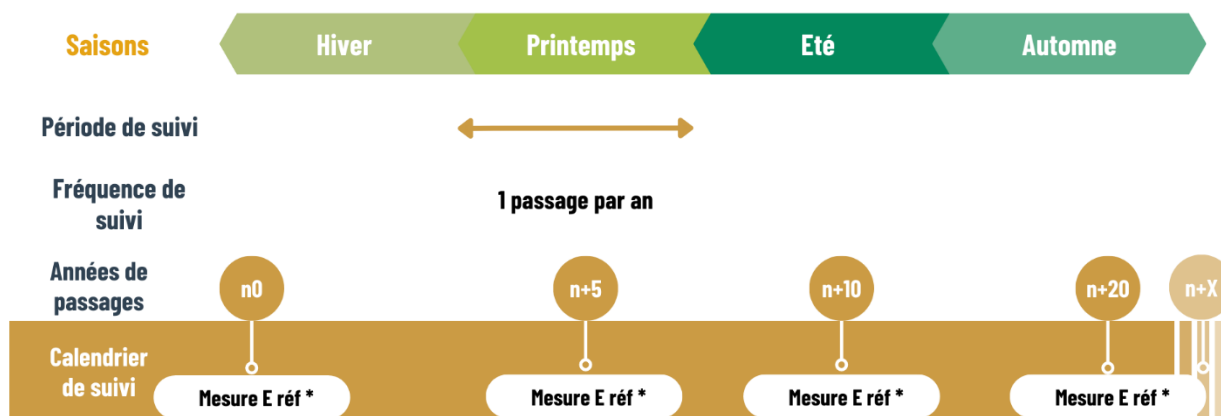 Saisons
Hiver
Printemps
Eté
Automne
Période de suivi
Fréquence de
suivi
1 passage par an
Années de
passages
n0
n+5
n+10
n+20
n+X
Calendrier
de suivi
Mesure E réf *
Mesure E réf *
Mesure E réf *
Mesure E réf *